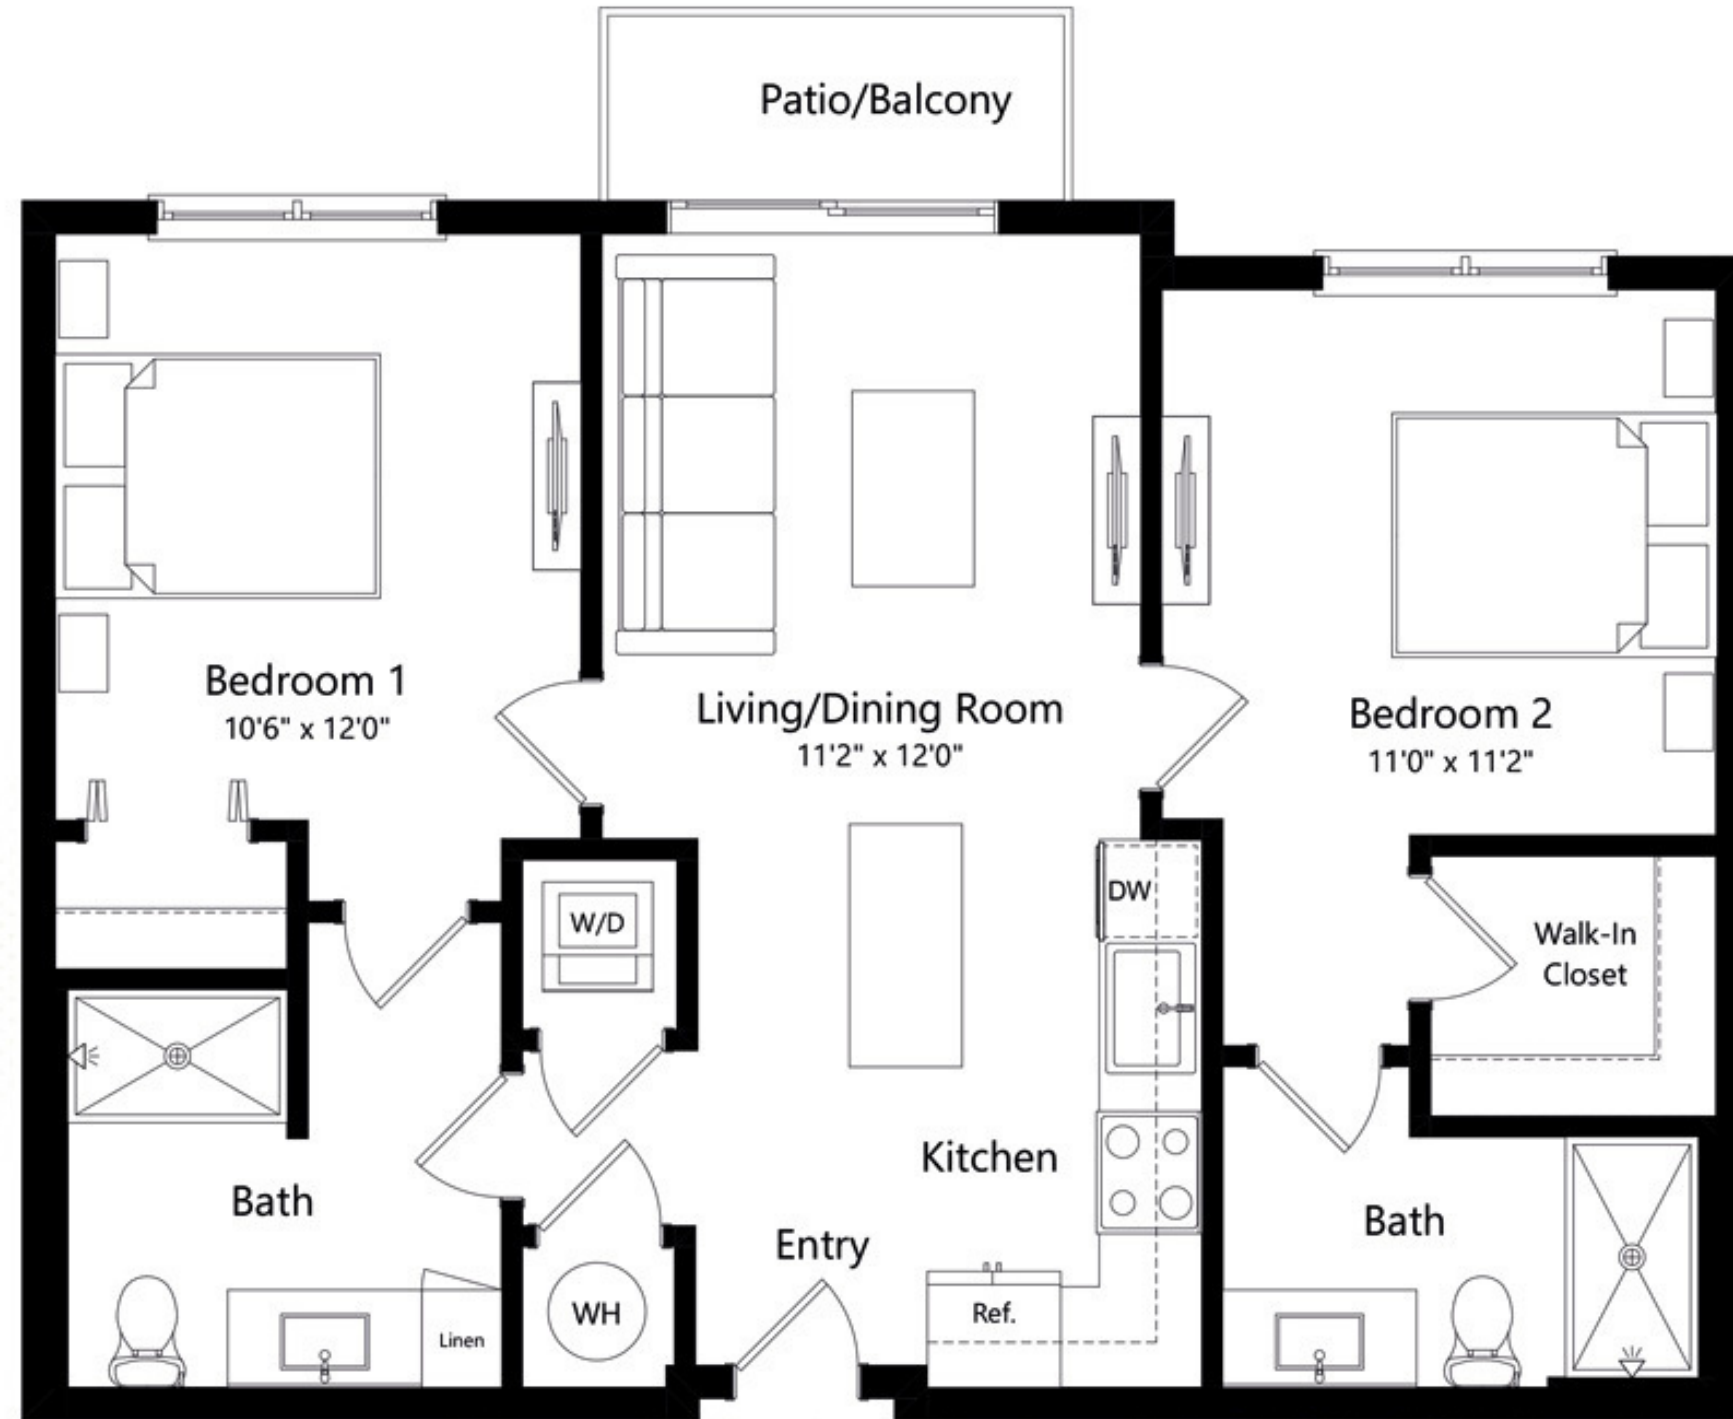 Patio/Balcony
Bedroom 1
10'6" x 12'0"
Living/Dining Room
11'2" x 12'0"
Bedroom 2
11'0" x 11'2"
W/D
DW
Walk-In
Closet
Kitchen
Bath
Bath
Entry
Linen
WH
Ref.